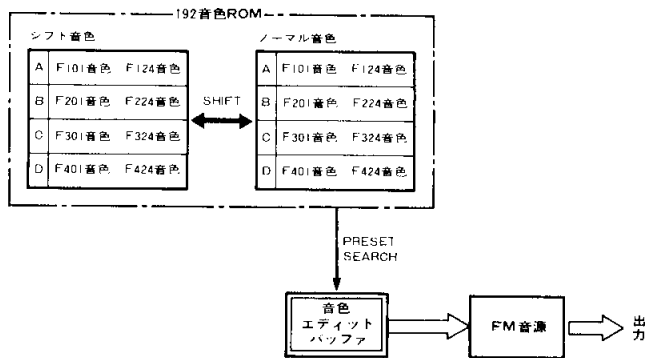 192音色ROM
シフト音色
A F101音色 F124音色
B F201音色 F224音色
C F301音色 F324音色
D F401音色 F424音色
SHIFT
ノーマル音色
A F101音色 F124音色
B F201音色 F224音色
C F301音色 F324音色
D F401音色 F424音色
PRESET
SEARCH
音色
エディット
バッファ
FM音源
出力